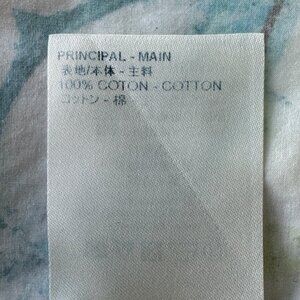 PRINCIPAL - MAIN
表地/本体 - 主料
100% COTON - COTTON
コットン - 棉